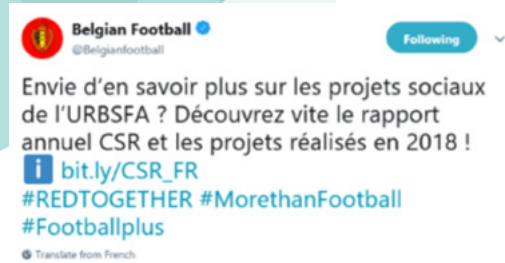 Belgian Football
@Belgianfootball
Following
Envie d'en savoir plus sur les projets sociaux
de l'URBSFA ? Découvrez vite le rapport
annuel CSR et les projets réalisés en 2018 !
i bit.ly/CSR_FR
#REDTOGETHER #MorethanFootball
#Footballplus
Translate from French